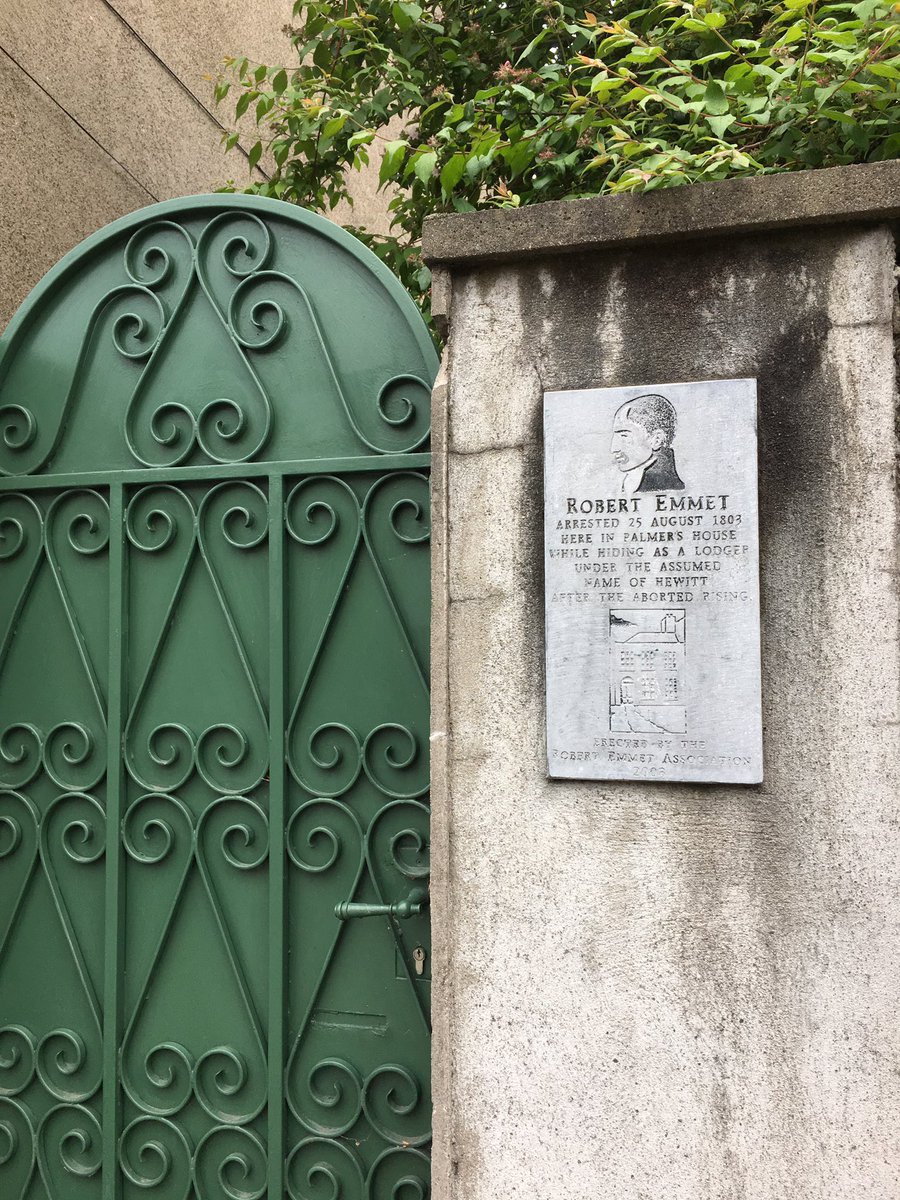 ROBERT EMMET
ARRESTED 25 AUGUST 1803
HERE IN PALMER'S HOUSE
WHILE HIDING AS A LODGER
UNDER THE ASSUMED
NAME OF HEWITT
AFTER THE ABORTED RISING.
ERECTED BY THE
ROBERT EMMET ASSOCIATION
2003